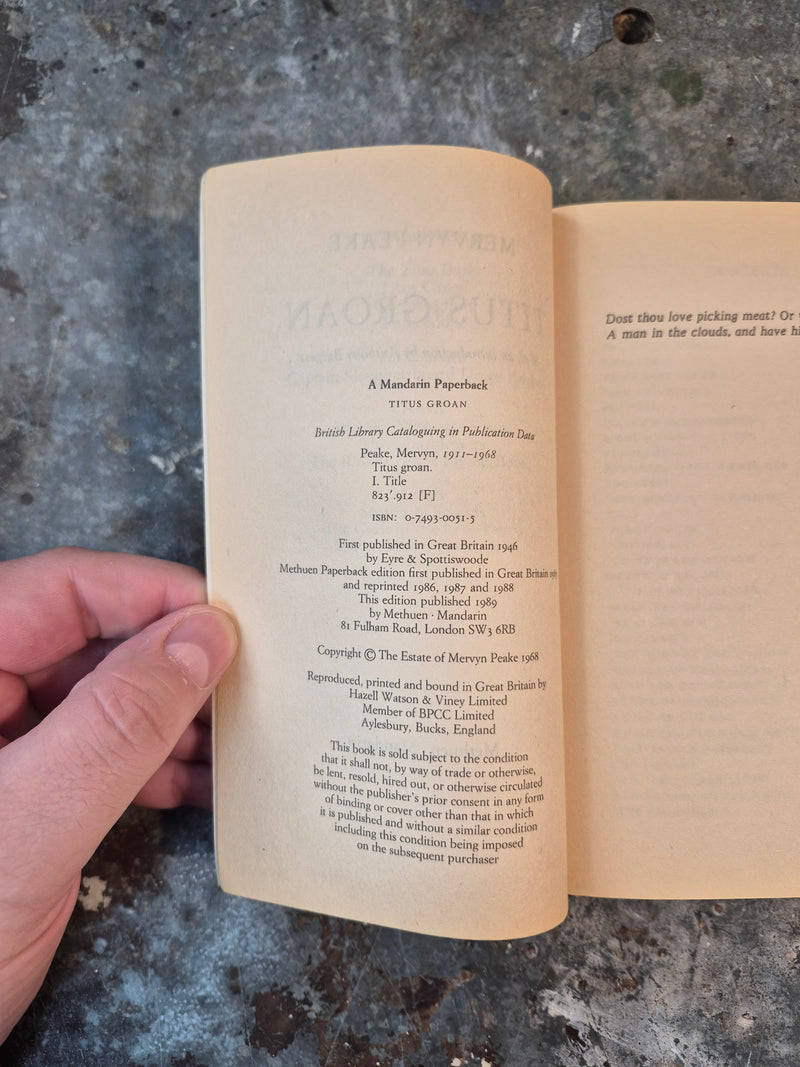 A Mandarin Paperback
TITUS GROAN
British Library Cataloguing in Publication Data
Peake, Mervyn, 1911–1968
Titus groan.
I. Title
823'.912 [F]
ISBN: 0-7493-0051-5
First published in Great Britain 1946
by Eyre & Spottiswoode
Methuen Paperback edition first published in Great Britain
and reprinted 1986, 1987 and 1988
This edition published 1989
by Methuen · Mandarin
81 Fulham Road, London SW3 6RB
Copyright © The Estate of Mervyn Peake 1968
Reproduced, printed and bound in Great Britain by
Hazell Watson & Viney Limited
Member of BPCC Limited
Aylesbury, Bucks, England
This book is sold subject to the condition
that it shall not, by way of trade or otherwise,
be lent, resold, hired out, or otherwise circulated
without the publisher's prior consent in any form
of binding or cover other than that in which
it is published and without a similar condition
including this condition being imposed
on the subsequent purchaser
Dost thou love picking meat? Or
A man in the clouds, and have
MERVYN PEAKE
TITUS GROAN